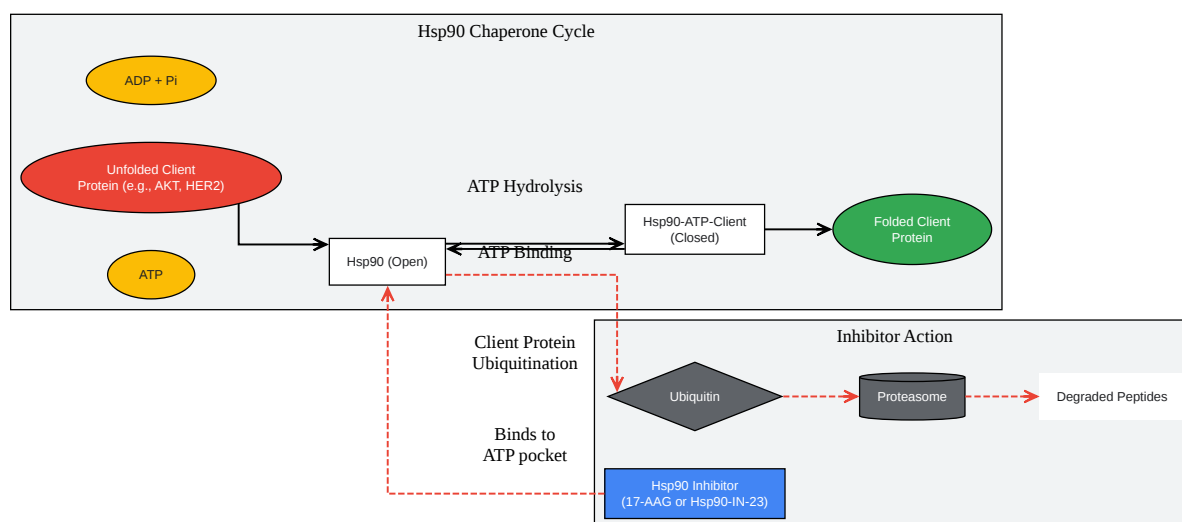 Hsp90 Chaperone Cycle
ADP + Pi
Unfolded Client
Protein (e.g., AKT, HER2)
ATP Hydrolysis
Hsp90-ATP-Client
(Closed)
Folded Client
Protein
ATP Binding
Hsp90 (Open)
ATP
Inhibitor Action
Client Protein
Ubiquitination
Ubiquitin
Proteasome
Degraded Peptides
Binds to
ATP pocket
Hsp90 Inhibitor
(17-AAG or Hsp90-IN-23)